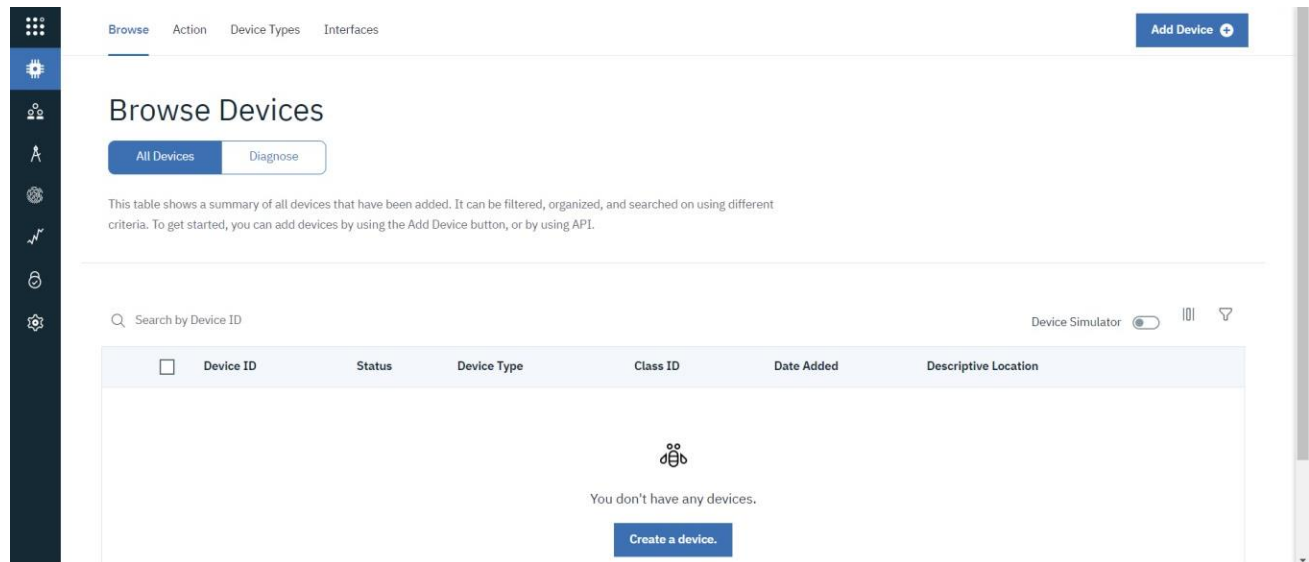 Browse Action Device Types Interfaces Add Device
Browse Devices
All Devices Diagnose
This table shows a summary of all devices that have been added. It can be filtered, organized, and searched on using different
criteria. To get started, you can add devices by using the Add Device button, or by using API.
Search by Device ID Device Simulator
Device ID Status Device Type Class ID Date Added Descriptive Location
You don't have any devices.
Create a device.